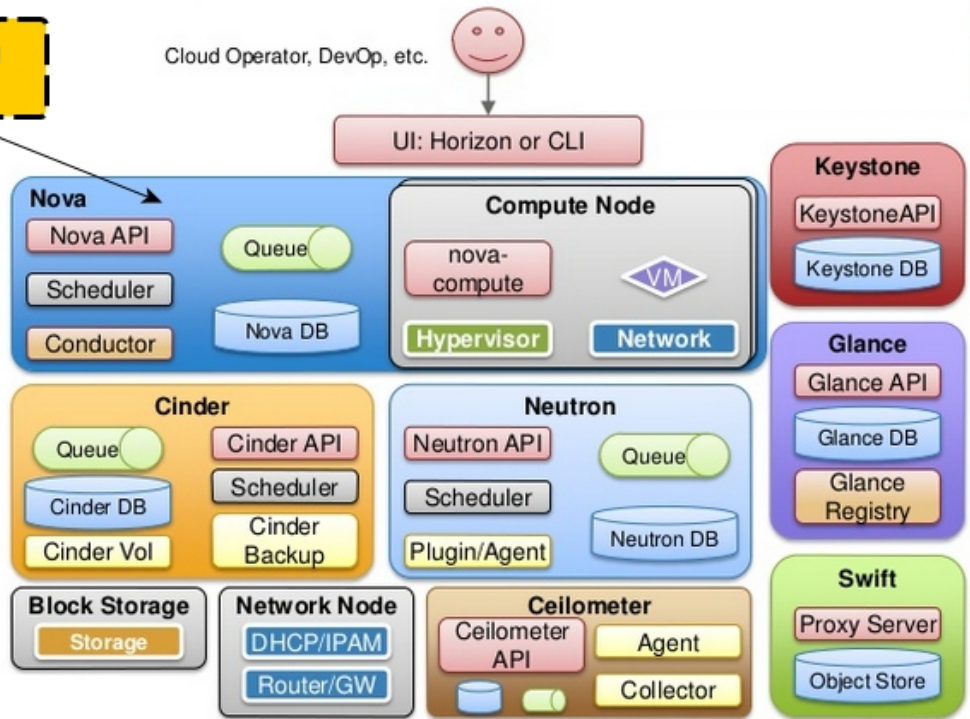 Cloud Operator, DevOp, etc.
UI: Horizon or CLI
Nova
Nova API
Scheduler
Conductor
Queue
Nova DB
Compute Node
nova-
compute
VM
Hypervisor
Network
Keystone
KeystoneAPI
Keystone DB
Cinder
Queue
Cinder DB
Cinder Vol
Cinder API
Scheduler
Cinder
Backup
Neutron
Neutron API
Scheduler
Plugin/Agent
Queue
Neutron DB
Glance
Glance API
Glance DB
Glance
Registry
Block Storage
Storage
Network Node
DHCP/IPAM
Router/GW
Ceilometer
Ceilometer
API
Agent
Collector
Swift
Proxy Server
Object Store